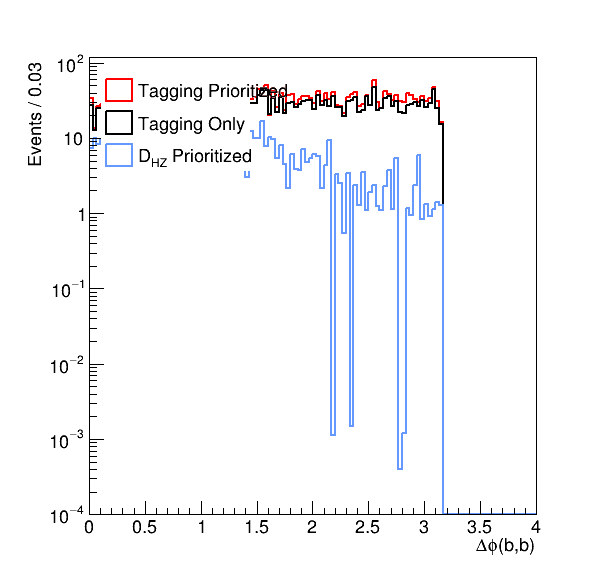 Events / 0.03
10²
10
1
10⁻¹
10⁻²
10⁻³
10⁻⁴
Tagging Prioritized
Tagging Only
D_HZ Prioritized
0 0.5 1 1.5 2 2.5 3 3.5 4
Δϕ(b,b)